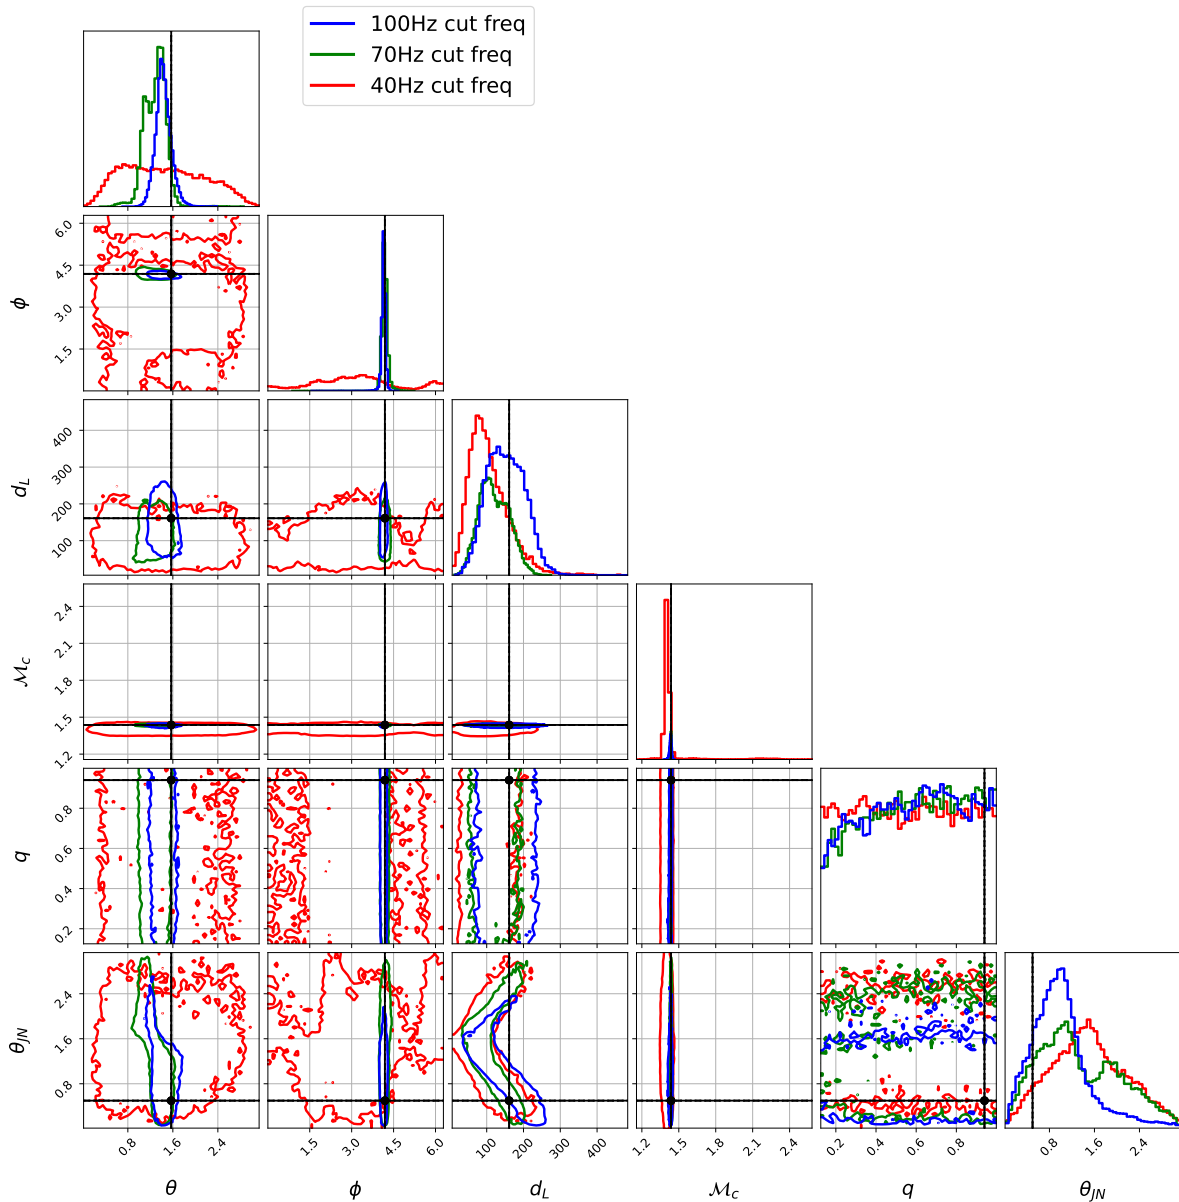 100Hz cut freq
70Hz cut freq
40Hz cut freq
6.0
4.5
3.0
1.5
ϕ
400
300
200
100
d_L
2.4
2.1
1.8
1.5
1.2
ℳ_c
0.8
0.6
0.4
0.2
q
2.4
1.6
0.8
θ_JN
0.8 1.6 2.4
1.5 3.0 4.5 6.0
100 200 300 400
1.2 1.5 1.8 2.1 2.4
0.2 0.4 0.6 0.8
0.8 1.6 2.4
θ ϕ d_L ℳ_c q θ_JN